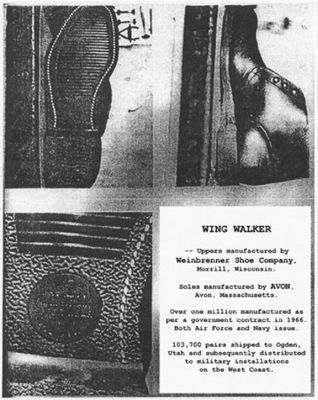 WING WALKER
-- Uppers manufactured by
Weinbrenner Shoe Company,
Merrill, Wisconsin.
Soles manufactured by AVON,
Avon, Massachusetts.
Over one million manufactured as
per a government contract in 1966.
Both Air Force and Navy issue.
103,700 pairs shipped to Ogden,
Utah and subsequently distributed
to military installations
on the West Coast.